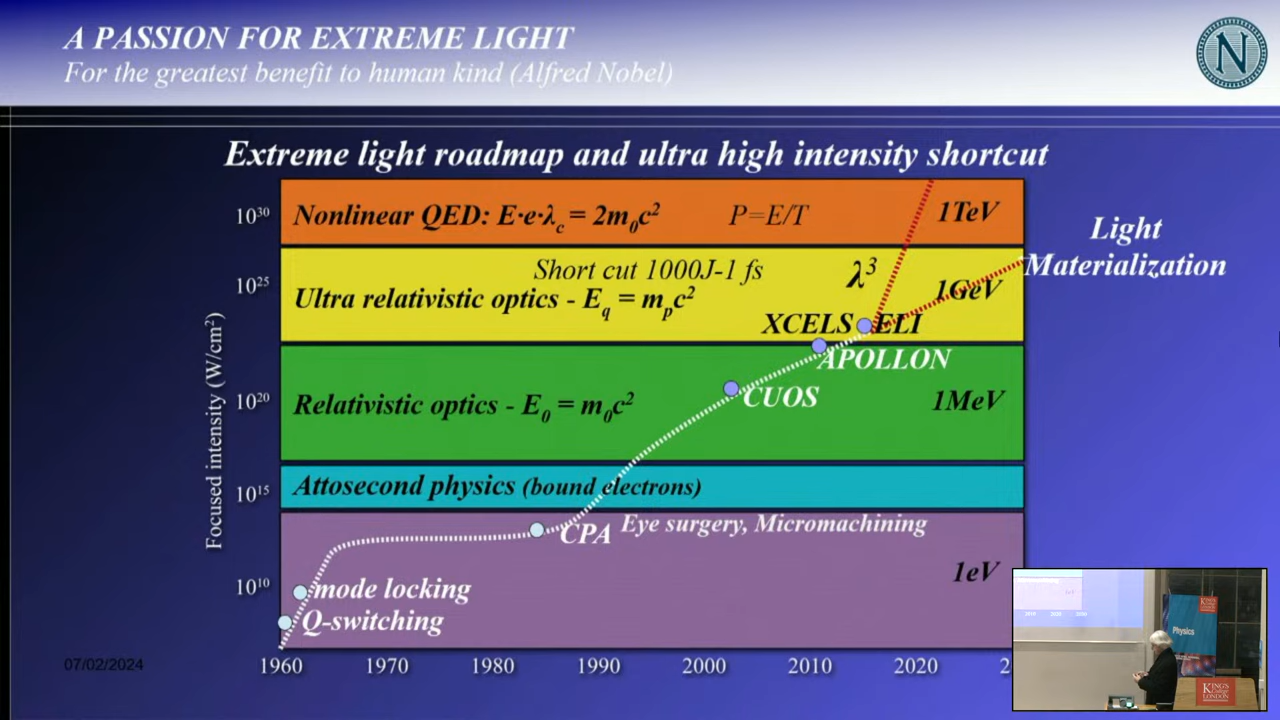 A PASSION FOR EXTREME LIGHT
For the greatest benefit to human kind (Alfred Nobel)
N
Extreme light roadmap and ultra high intensity shortcut
10³⁰
Nonlinear QED: E·e·λc = 2m₀c²
P=E/T
1TeV
Light
Materialization
Short cut 1000J-1 fs
λ³
10²⁵
Ultra relativistic optics - Eq = mpc²
1GeV
XCELS
ELI
APOLLON
Focused intensity (W/cm²)
10²⁰
Relativistic optics - E₀ = m₀c²
CUOS
1MeV
10¹⁵
Attosecond physics (bound electrons)
CPA
Eye surgery, Micromachining
1eV
10¹⁰
mode locking
Q-switching
07/02/2024
1960 1970 1980 1990 2000 2010 2020 2
KING'S
LONDON
Physics
KING'S
College
LONDON